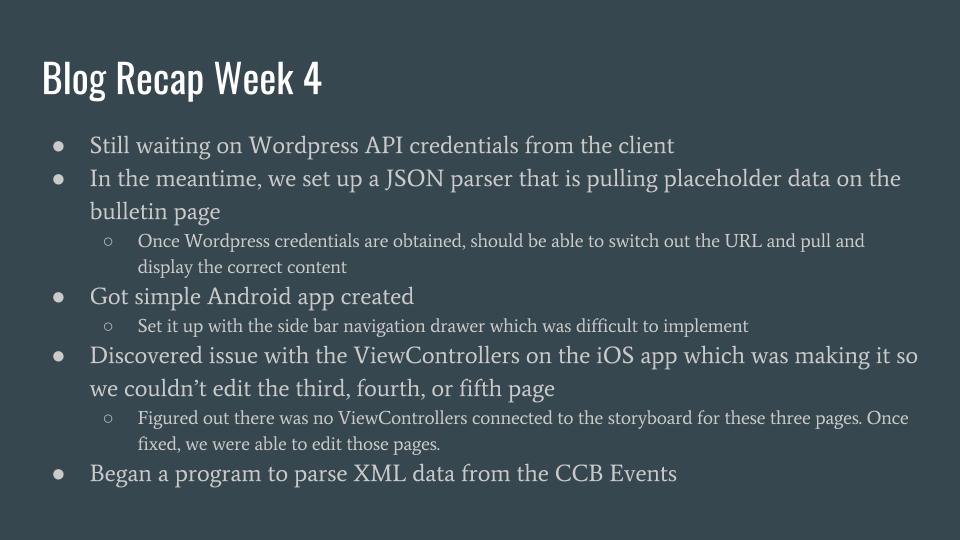 Blog Recap Week 4
● Still waiting on Wordpress API credentials from the client
● In the meantime, we set up a JSON parser that is pulling placeholder data on the
bulletin page
○ Once Wordpress credentials are obtained, should be able to switch out the URL and pull and
display the correct content
● Got simple Android app created
○ Set it up with the side bar navigation drawer which was difficult to implement
● Discovered issue with the ViewControllers on the iOS app which was making it so
we couldn’t edit the third, fourth, or fifth page
○ Figured out there was no ViewControllers connected to the storyboard for these three pages. Once
fixed, we were able to edit those pages.
● Began a program to parse XML data from the CCB Events